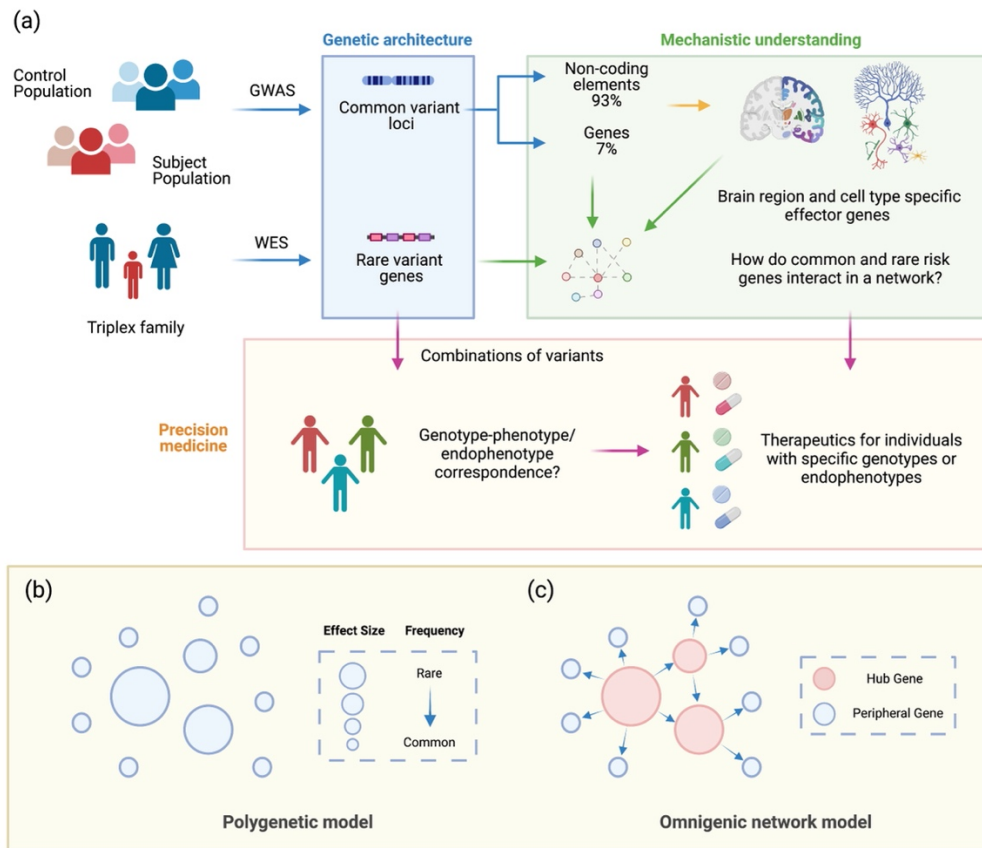 (a)
Genetic architecture
Mechanistic understanding
Control
Population
GWAS
Common variant
loci
Non-coding
elements
93%
Genes
7%
Subject
Population
Brain region and cell type specific
effector genes
WES
Rare variant
genes
How do common and rare risk
genes interact in a network?
Triplex family
Combinations of variants
Precision
medicine
Genotype-phenotype/
endophenotype
correspondence?
Therapeutics for individuals
with specific genotypes or
endophenotypes
(b)
Effect Size
Frequency
Rare
Common
Polygenetic model
(c)
Hub Gene
Peripheral Gene
Omnigenic network model